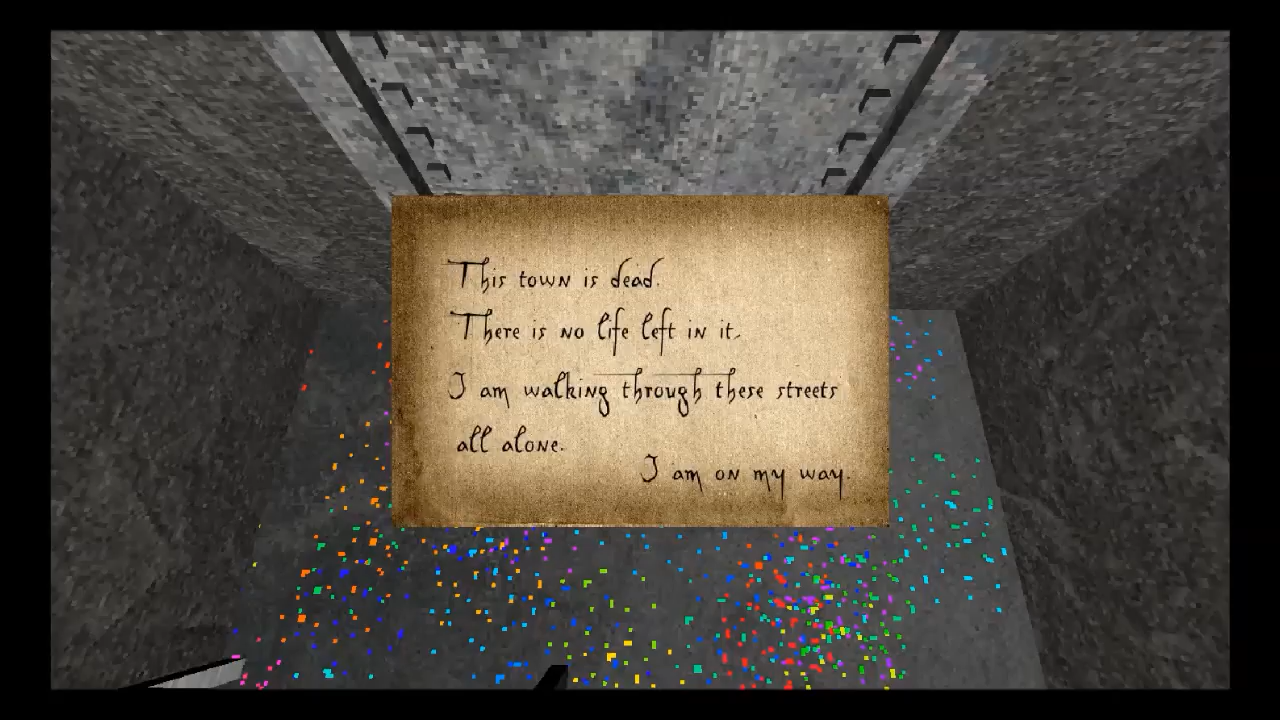 This town is dead.
There is no life left in it.
I am walking through these streets
all alone.
I am on my way.